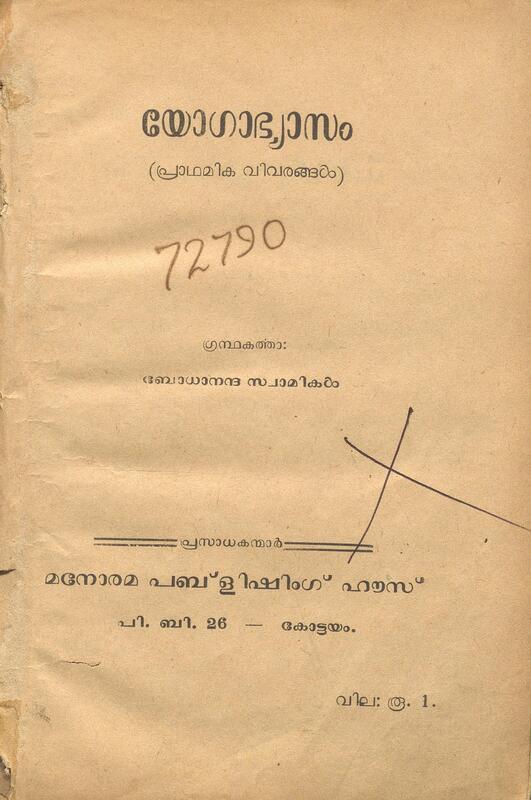 യോഗാഭ്യാസം
(പ്രാഥമിക വിവരങ്ങൾ)
72790
ഗ്രന്ഥകർത്താ:
ബോധാനന്ദ സ്വാമികൾ
പ്രസാധകന്മാർ
മനോരമ പബ്ളിഷിംഗ് ഹൗസ്
പി. ബി. 26 — കോട്ടയം.
വില: രൂ. 1.